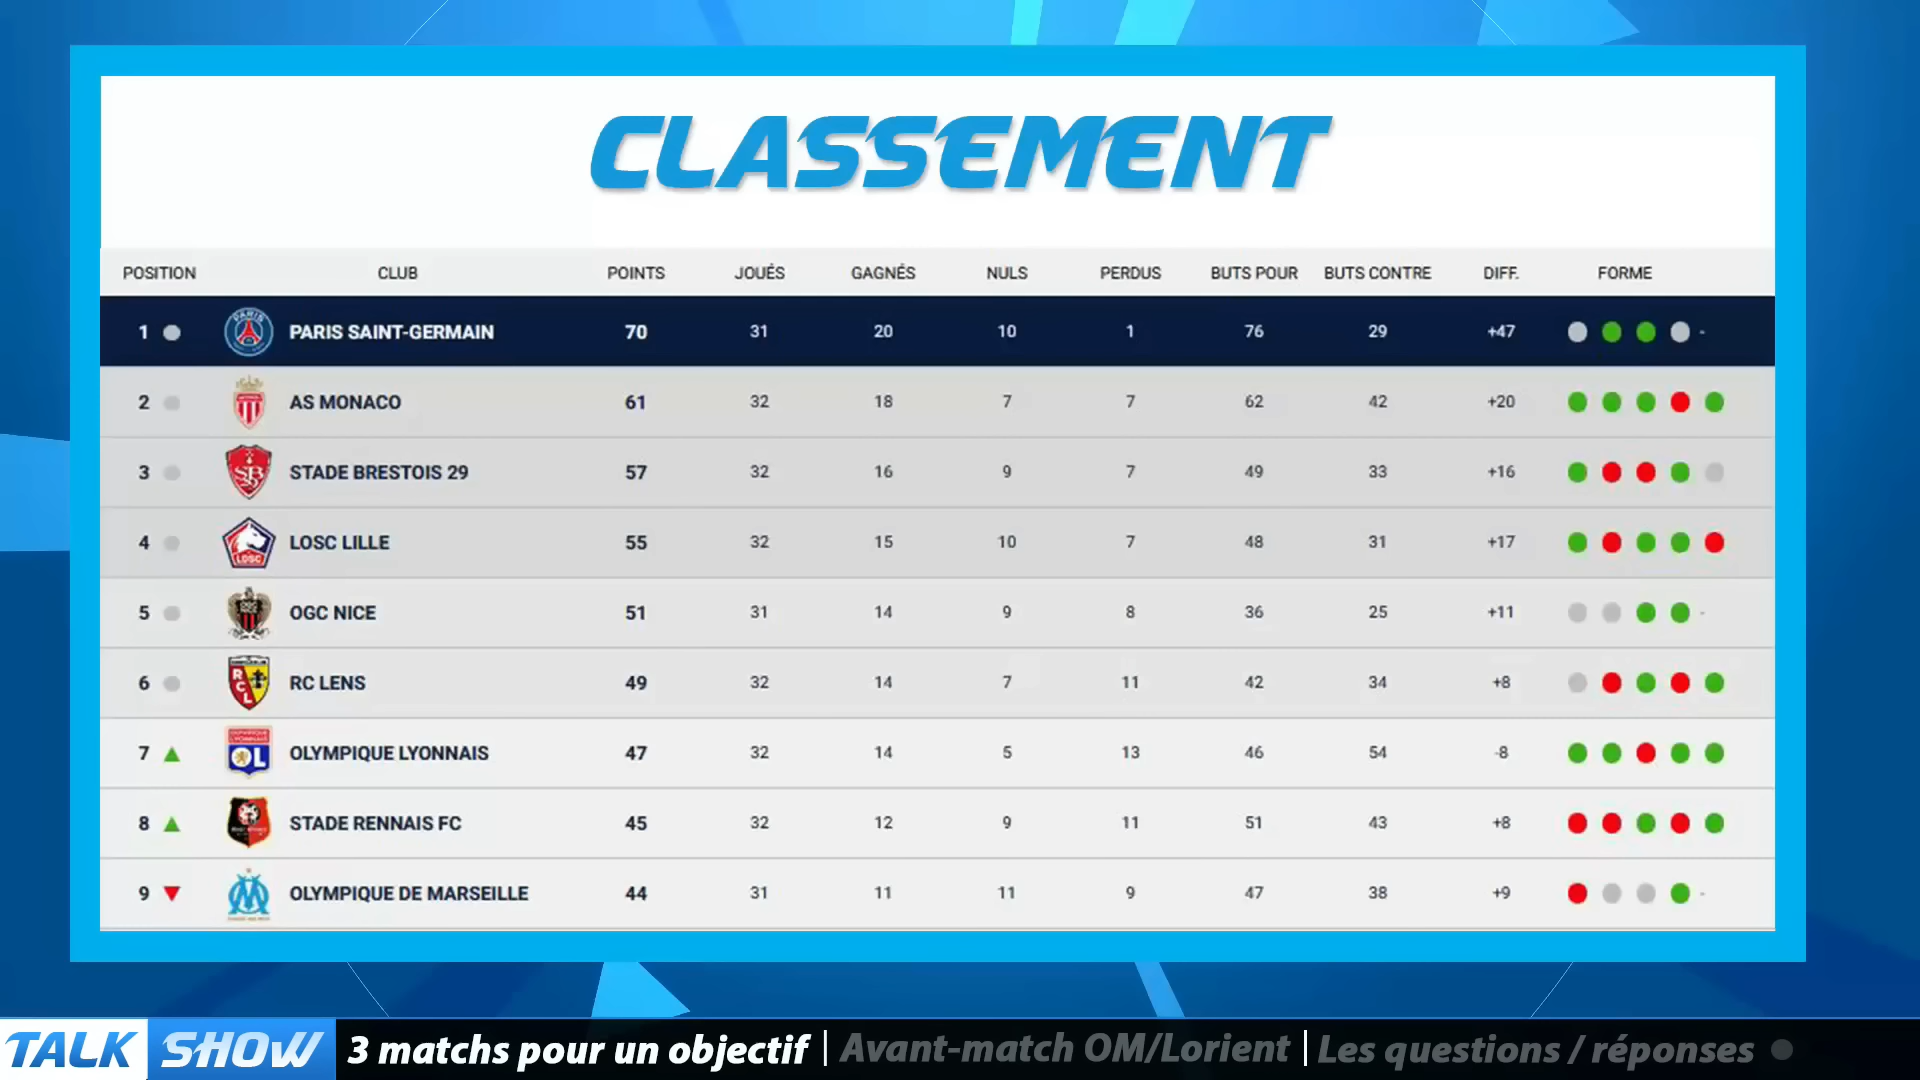 CLASSEMENT
POSITION CLUB POINTS JOUÉS GAGNÉS NULS PERDUS BUTS POUR BUTS CONTRE DIFF. FORME
1 PARIS SAINT-GERMAIN 70 31 20 10 1 76 29 +47 -
2 AS MONACO 61 32 18 7 7 62 42 +20
3 STADE BRESTOIS 29 57 32 16 9 7 49 33 +16
4 LOSC LILLE 55 32 15 10 7 48 31 +17
5 OGC NICE 51 31 14 9 8 36 25 +11 -
6 RC LENS 49 32 14 7 11 42 34 +8
7 OLYMPIQUE LYONNAIS 47 32 14 5 13 46 54 -8
8 STADE RENNAIS FC 45 32 12 9 11 51 43 +8
9 OLYMPIQUE DE MARSEILLE 44 31 11 11 9 47 38 +9 -
TALK SHOW 3 matchs pour un objectif | Avant-match OM/Lorient | Les questions / réponses